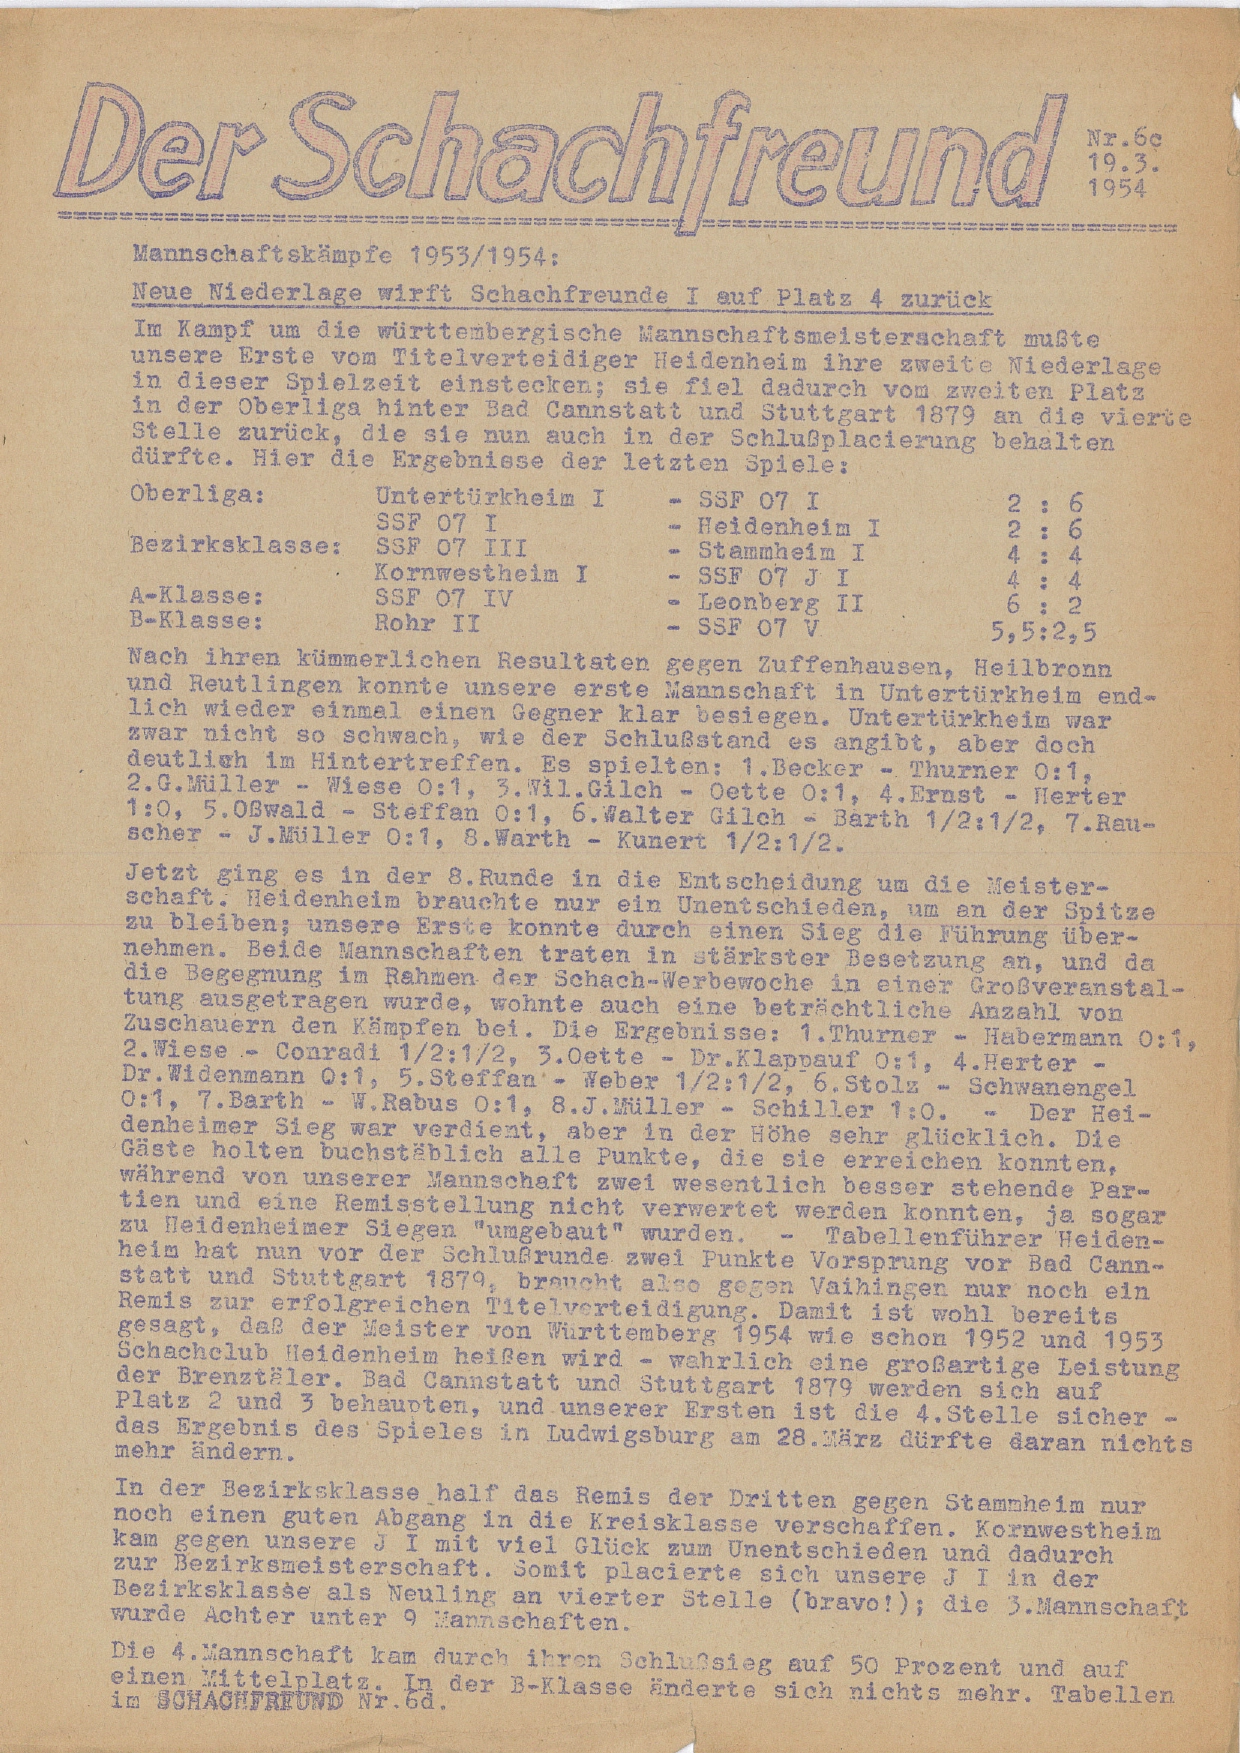 Der Schachfreund
Nr.6c
19.3.
1954
Mannschaftskämpfe 1953/1954:
Neue Niederlage wirft Schachfreunde I auf Platz 4 zurück
Im Kampf um die württembergische Mannschaftsmeisterschaft mußte
unsere Erste vom Titelverteidiger Heidenheim ihre zweite Niederlage
in dieser Spielzeit einstecken; sie fiel dadurch vom zweiten Platz
in der Oberliga hinter Bad Cannstatt und Stuttgart 1879 an die vierte
Stelle zurück, die sie nun auch in der Schlußplacierung behalten
dürfte. Hier die Ergebnisse der letzten Spiele:
Oberliga: Untertürkheim I - SSF 07 I 2 : 6
SSF 07 I - Heidenheim I 2 : 6
Bezirksklasse: SSF 07 III - Stammheim I 4 : 4
Kornwestheim I - SSF 07 J I 4 : 4
A-Klasse: SSF 07 IV - Leonberg II 6 : 2
B-Klasse: Rohr II - SSF 07 V 5,5:2,5
Nach ihren kümmerlichen Resultaten gegen Zuffenhausen, Heilbronn
und Reutlingen konnte unsere erste Mannschaft in Untertürkheim end-
lich wieder einmal einen Gegner klar besiegen. Untertürkheim war
zwar nicht so schwach, wie der Schlußstand es angibt, aber doch
deutlich im Hintertreffen. Es spielten: 1.Becker - Thurner 0:1,
2.G.Müller - Wiese 0:1, 3.Wil.Gilch - Oette 0:1, 4.Ernst - Herter
1:0, 5.Oßwald - Steffan 0:1, 6.Walter Gilch - Barth 1/2:1/2, 7.Rau-
scher - J.Müller 0:1, 8.Warth - Kunert 1/2:1/2.
Jetzt ging es in der 8.Runde in die Entscheidung um die Meister-
schaft. Heidenheim brauchte nur ein Unentschieden, um an der Spitze
zu bleiben; unsere Erste konnte durch einen Sieg die Führung über-
nehmen. Beide Mannschaften traten in stärkster Besetzung an, und da
die Begegnung im Rahmen der Schach-Werbewoche in einer Großveranstal-
tung ausgetragen wurde, wohnte auch eine beträchtliche Anzahl von
Zuschauern den Kämpfen bei. Die Ergebnisse: 1.Thurner - Habermann 0:1,
2.Wiese - Conradi 1/2:1/2, 3.Oette - Dr.Klappauf 0:1, 4.Herter -
Dr.Widenmann 0:1, 5.Steffan - Weber 1/2:1/2, 6.Stolz - Schwanengel
0:1, 7.Barth - W.Rabus 0:1, 8.J.Müller - Schiller 1:0. - Der Hei-
denheimer Sieg war verdient, aber in der Höhe sehr glücklich. Die
Gäste holten buchstäblich alle Punkte, die sie erreichen konnten,
während von unserer Mannschaft zwei wesentlich besser stehende Par-
tien und eine Remisstellung nicht verwertet werden konnten, ja sogar
zu Heidenheimer Siegen "umgebaut" wurden. - Tabellenführer Heiden-
heim hat nun vor der Schlußrunde zwei Punkte Vorsprung vor Bad Cann-
statt und Stuttgart 1879, braucht also gegen Vaihingen nur noch ein
Remis zur erfolgreichen Titelverteidigung. Damit ist wohl bereits
gesagt, daß der Meister von Württemberg 1954 wie schon 1952 und 1953
Schachclub Heidenheim heißen wird - wahrlich eine großartige Leistung
der Brenztäler. Bad Cannstatt und Stuttgart 1879 werden sich auf
Platz 2 und 3 behaupten, und unserer Ersten ist die 4.Stelle sicher -
das Ergebnis des Spieles in Ludwigsburg am 28.März dürfte daran nichts
mehr ändern.
In der Bezirksklasse half das Remis der Dritten gegen Stammheim nur
noch einen guten Abgang in die Kreisklasse verschaffen. Kornwestheim
kam gegen unsere J I mit viel Glück zum Unentschieden und dadurch
zur Bezirksmeisterschaft. Somit placierte sich unsere J I in der
Bezirksklasse als Neuling an vierter Stelle (bravo!); die 3.Mannschaft
wurde Achter unter 9 Mannschaften.
Die 4.Mannschaft kam durch ihren Schlußsieg auf 50 Prozent und auf
einen Mittelplatz. In der B-Klasse änderte sich nichts mehr. Tabellen
im SCHACHFREUND Nr.6d.